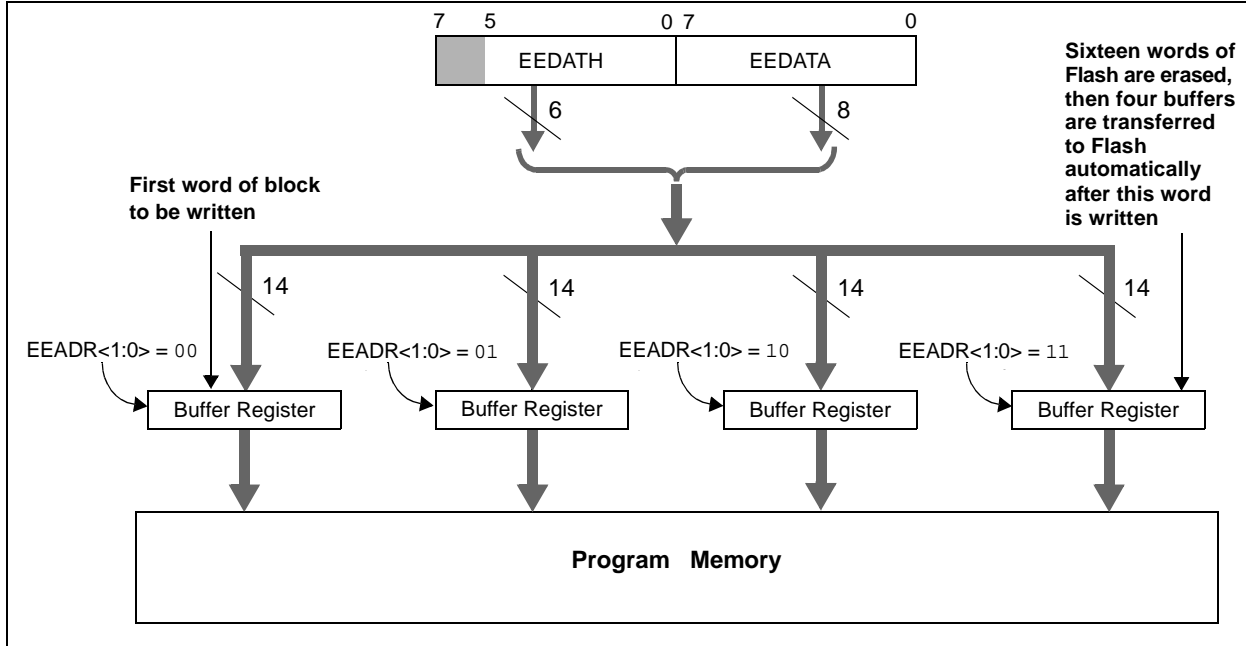 7 5 0 7 0
EEDATH EEDATA
6 8
Sixteen words of
Flash are erased,
then four buffers
are transferred
to Flash
automatically
after this word
is written
First word of block
to be written
14 14 14 14
EEADR<1:0> = 00 EEADR<1:0> = 01 EEADR<1:0> = 10 EEADR<1:0> = 11
Buffer Register Buffer Register Buffer Register Buffer Register
Program Memory